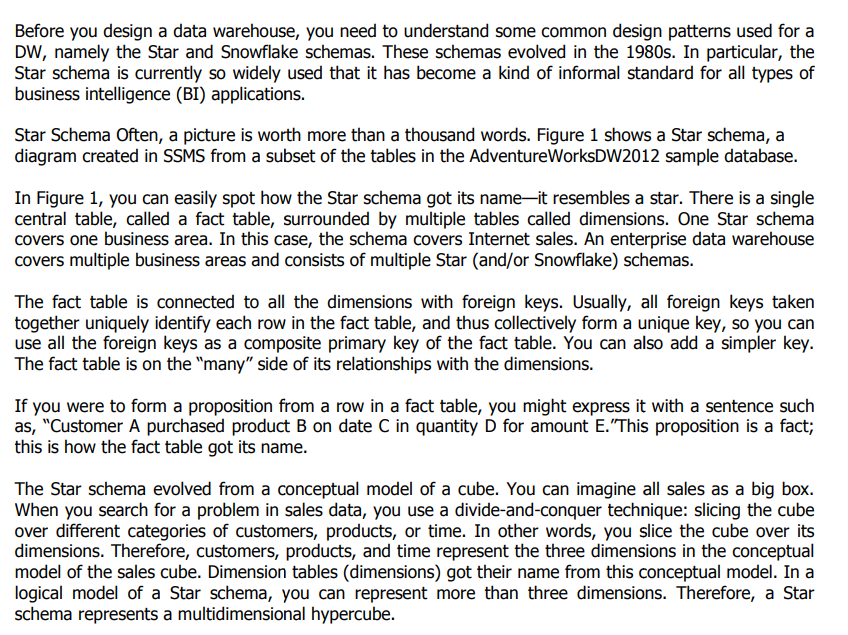 Before you design a data warehouse, you need to understand some common design patterns used for a
DW, namely the Star and Snowflake schemas. These schemas evolved in the 1980s. In particular, the
Star schema is currently so widely used that it has become a kind of informal standard for all types of
business intelligence (BI) applications.
Star Schema Often, a picture is worth more than a thousand words. Figure 1 shows a Star schema, a
diagram created in SSMS from a subset of the tables in the AdventureWorksDW2012 sample database.
In Figure 1, you can easily spot how the Star schema got its name—it resembles a star. There is a single
central table, called a fact table, surrounded by multiple tables called dimensions. One Star schema
covers one business area. In this case, the schema covers Internet sales. An enterprise data warehouse
covers multiple business areas and consists of multiple Star (and/or Snowflake) schemas.
The fact table is connected to all the dimensions with foreign keys. Usually, all foreign keys taken
together uniquely identify each row in the fact table, and thus collectively form a unique key, so you can
use all the foreign keys as a composite primary key of the fact table. You can also add a simpler key.
The fact table is on the “many” side of its relationships with the dimensions.
If you were to form a proposition from a row in a fact table, you might express it with a sentence such
as, “Customer A purchased product B on date C in quantity D for amount E.”This proposition is a fact;
this is how the fact table got its name.
The Star schema evolved from a conceptual model of a cube. You can imagine all sales as a big box.
When you search for a problem in sales data, you use a divide-and-conquer technique: slicing the cube
over different categories of customers, products, or time. In other words, you slice the cube over its
dimensions. Therefore, customers, products, and time represent the three dimensions in the conceptual
model of the sales cube. Dimension tables (dimensions) got their name from this conceptual model. In a
logical model of a Star schema, you can represent more than three dimensions. Therefore, a Star
schema represents a multidimensional hypercube.